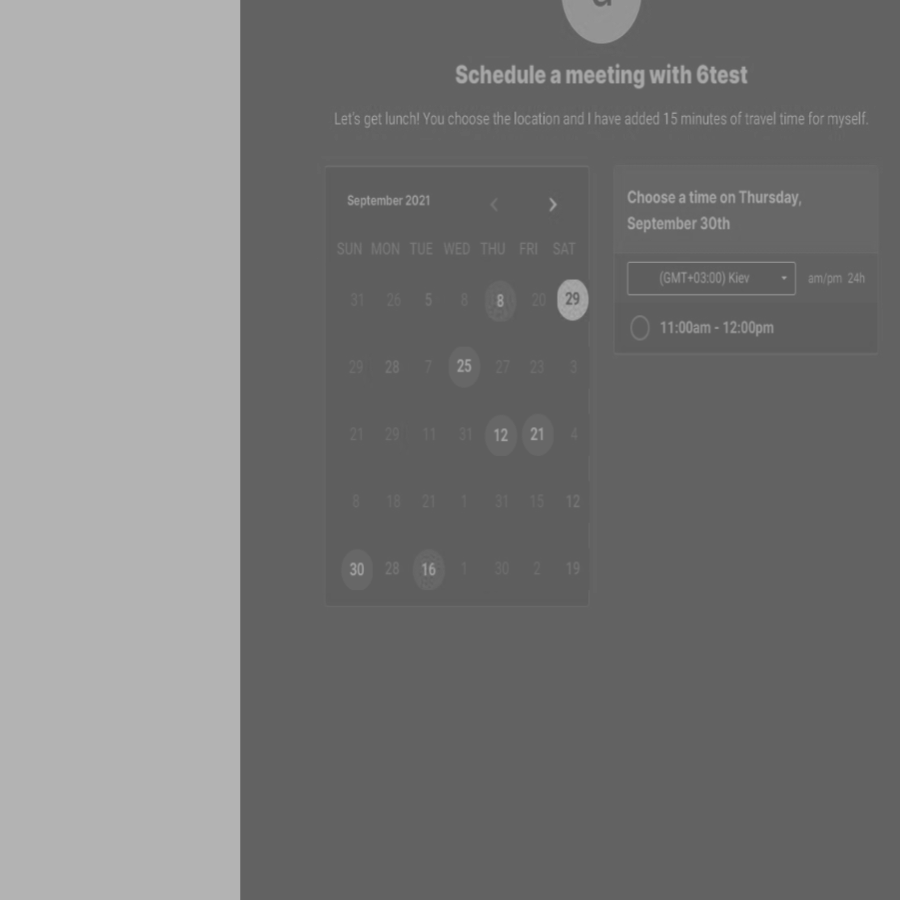 Schedule a meeting with 6test
Let's get lunch! You choose the location and I have added 15 minutes of travel time for myself.
September 2021
SUN MON TUE WED THU FRI SAT
31 26 5 8 8 20 29
29 28 7 25 27 23 3
21 29 11 31 12 21 4
8 18 21 1 31 15 12
30 28 16 1 30 2 19
Choose a time on Thursday,
September 30th
(GMT+03:00) Kiev am/pm 24h
11:00am - 12:00pm